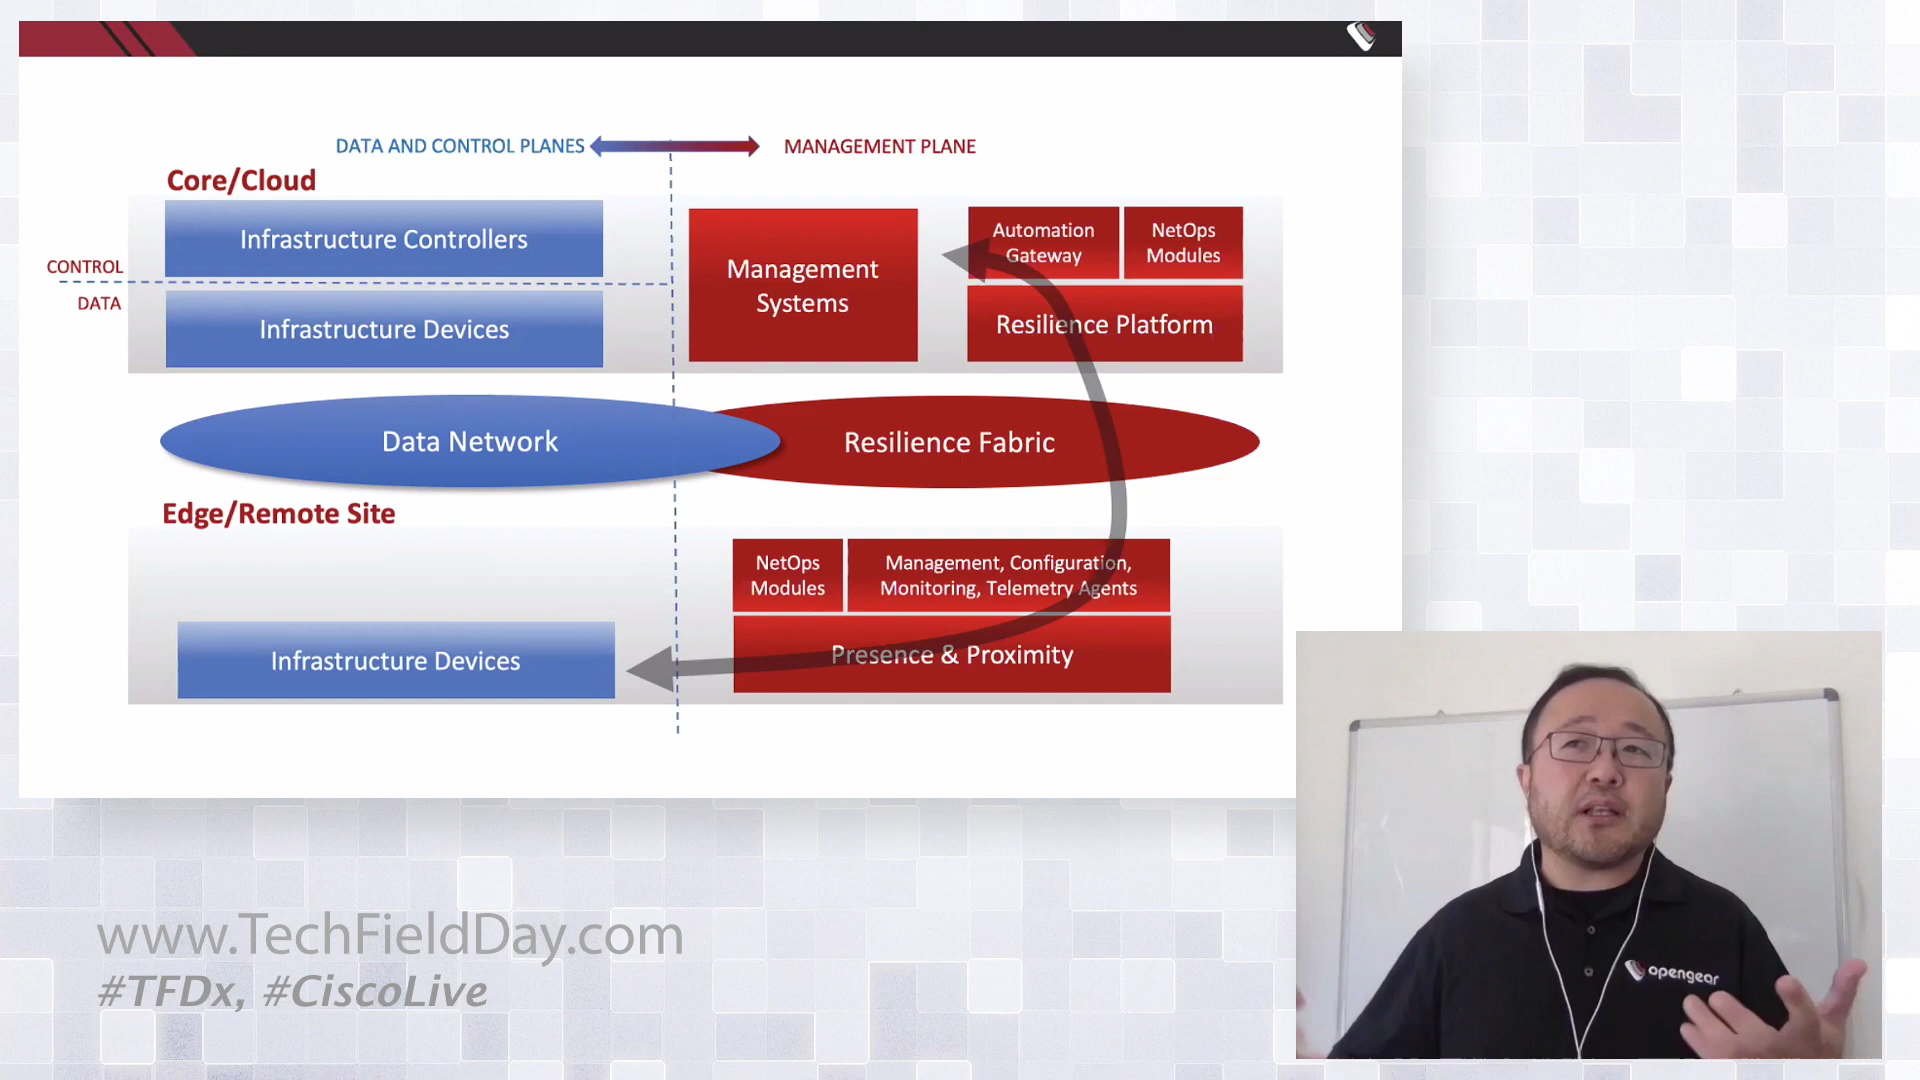 DATA AND CONTROL PLANES
MANAGEMENT PLANE
Core/Cloud
Infrastructure Controllers
CONTROL
DATA
Infrastructure Devices
Management
Systems
Automation
Gateway
NetOps
Modules
Resilience Platform
Data Network
Resilience Fabric
Edge/Remote Site
NetOps
Modules
Management, Configuration,
Monitoring, Telemetry Agents
Infrastructure Devices
Presence & Proximity
opengear
www.TechFieldDay.com
#TFDx, #CiscoLive